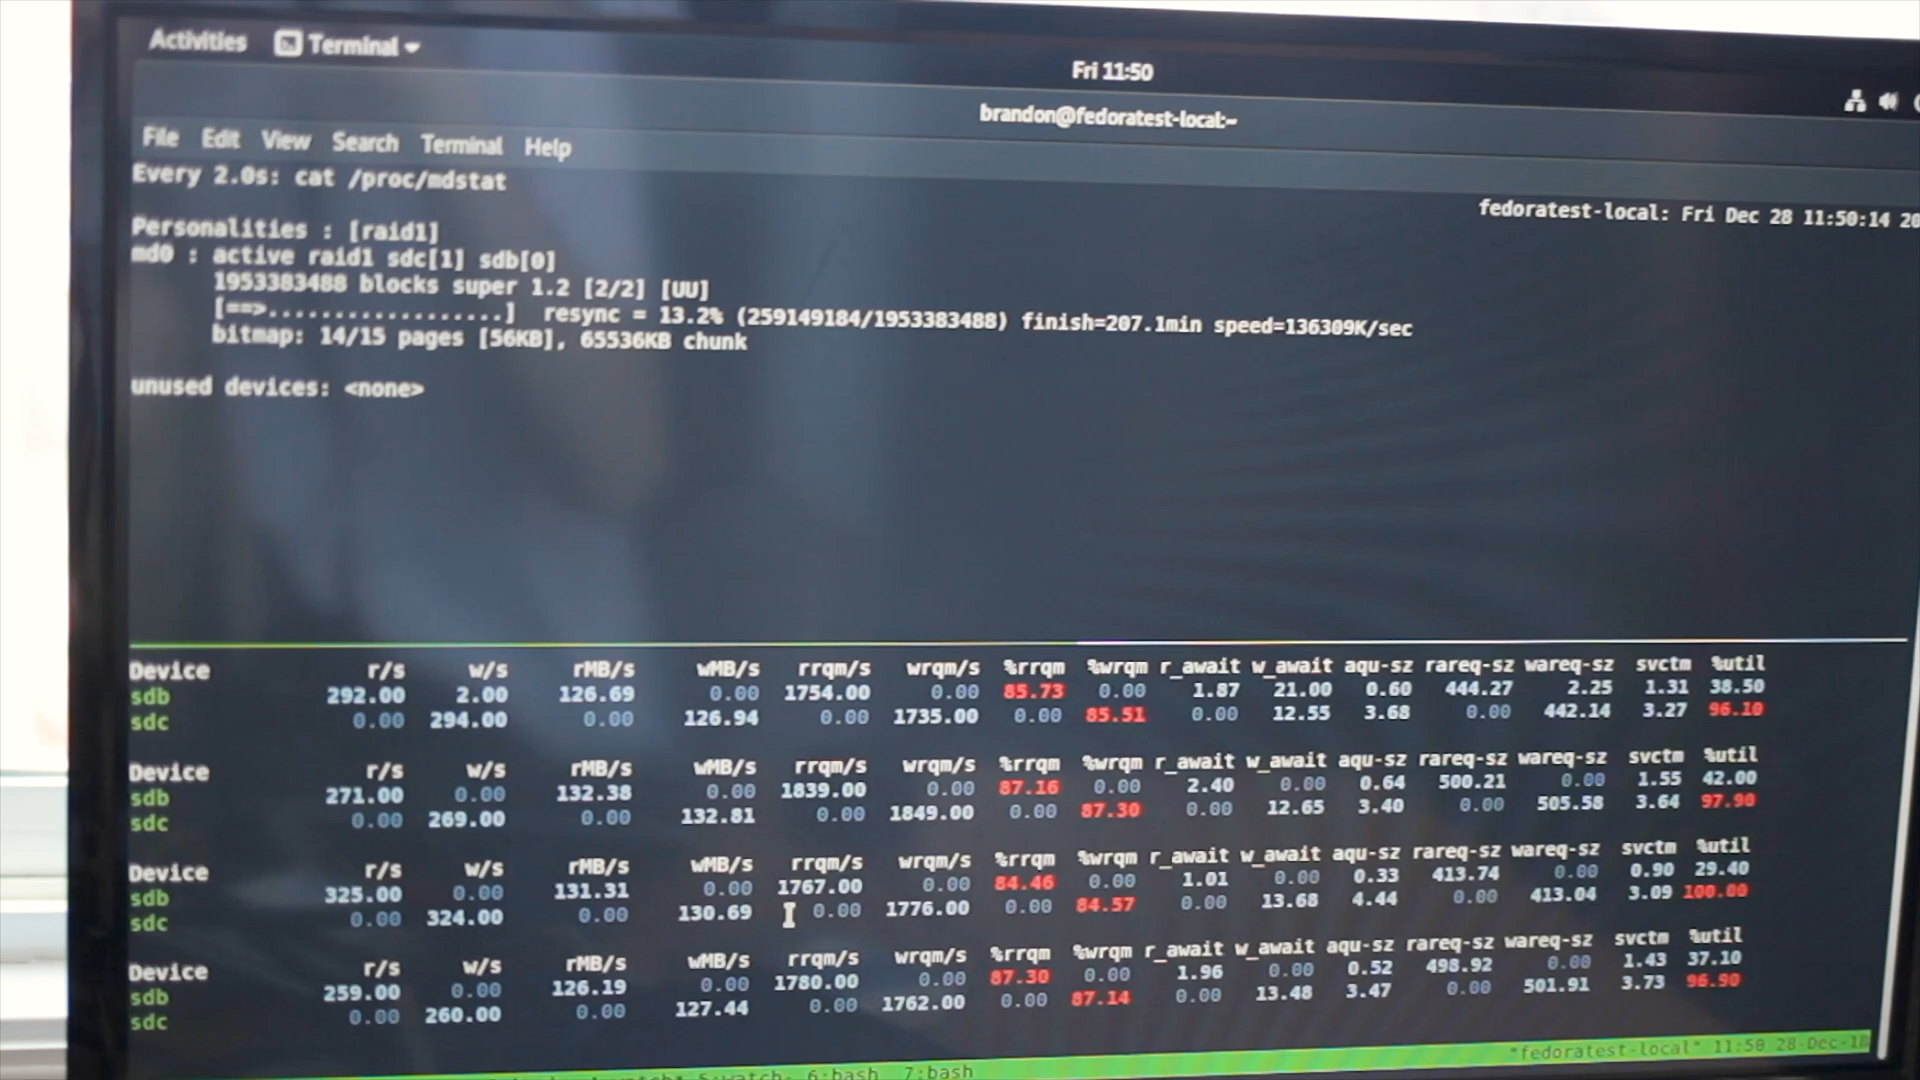 Activities Terminal
Fri 11:50
brandon@fedoratest-local:~
File Edit View Search Terminal Help
Every 2.0s: cat /proc/mdstat
fedoratest-local: Fri Dec 28 11:50:14 20
Personalities : [raid1]
md0 : active raid1 sdc[1] sdb[0]
1953383488 blocks super 1.2 [2/2] [UU]
[==>..................] resync = 13.2% (259149184/1953383488) finish=207.1min speed=136309K/sec
bitmap: 14/15 pages [56KB], 65536KB chunk
unused devices: <none>
Device r/s w/s rMB/s wMB/s rrqm/s wrqm/s %rrqm %wrqm r_await w_await aqu-sz rareq-sz wareq-sz svctm %util
sdb 292.00 2.00 126.69 0.00 1754.00 0.00 85.73 0.00 1.87 21.00 0.60 444.27 2.25 1.31 38.50
sdc 0.00 294.00 0.00 126.94 0.00 1735.00 0.00 85.51 0.00 12.55 3.68 0.00 442.14 3.27 96.10
Device r/s w/s rMB/s wMB/s rrqm/s wrqm/s %rrqm %wrqm r_await w_await aqu-sz rareq-sz wareq-sz svctm %util
sdb 271.00 0.00 132.38 0.00 1839.00 0.00 87.16 0.00 2.40 0.00 0.64 500.21 0.00 1.55 42.00
sdc 0.00 269.00 0.00 132.81 0.00 1849.00 0.00 87.30 0.00 12.65 3.40 0.00 505.58 3.64 97.90
Device r/s w/s rMB/s wMB/s rrqm/s wrqm/s %rrqm %wrqm r_await w_await aqu-sz rareq-sz wareq-sz svctm %util
sdb 325.00 0.00 131.31 0.00 1767.00 0.00 84.46 0.00 1.01 0.00 0.33 413.74 0.00 0.90 29.40
sdc 0.00 324.00 0.00 130.69 0.00 1776.00 0.00 84.57 0.00 13.68 4.44 0.00 413.04 3.09 100.00
Device r/s w/s rMB/s wMB/s rrqm/s wrqm/s %rrqm %wrqm r_await w_await aqu-sz rareq-sz wareq-sz svctm %util
sdb 259.00 0.00 126.19 0.00 1780.00 0.00 87.30 0.00 1.96 0.00 0.52 498.92 0.00 1.43 37.10
sdc 0.00 260.00 0.00 127.44 0.00 1762.00 0.00 87.14 0.00 13.48 3.47 0.00 501.91 3.73 96.90
"fedoratest-local" 11:50 28-Dec-18
5:watch- 6:bash 7:bash